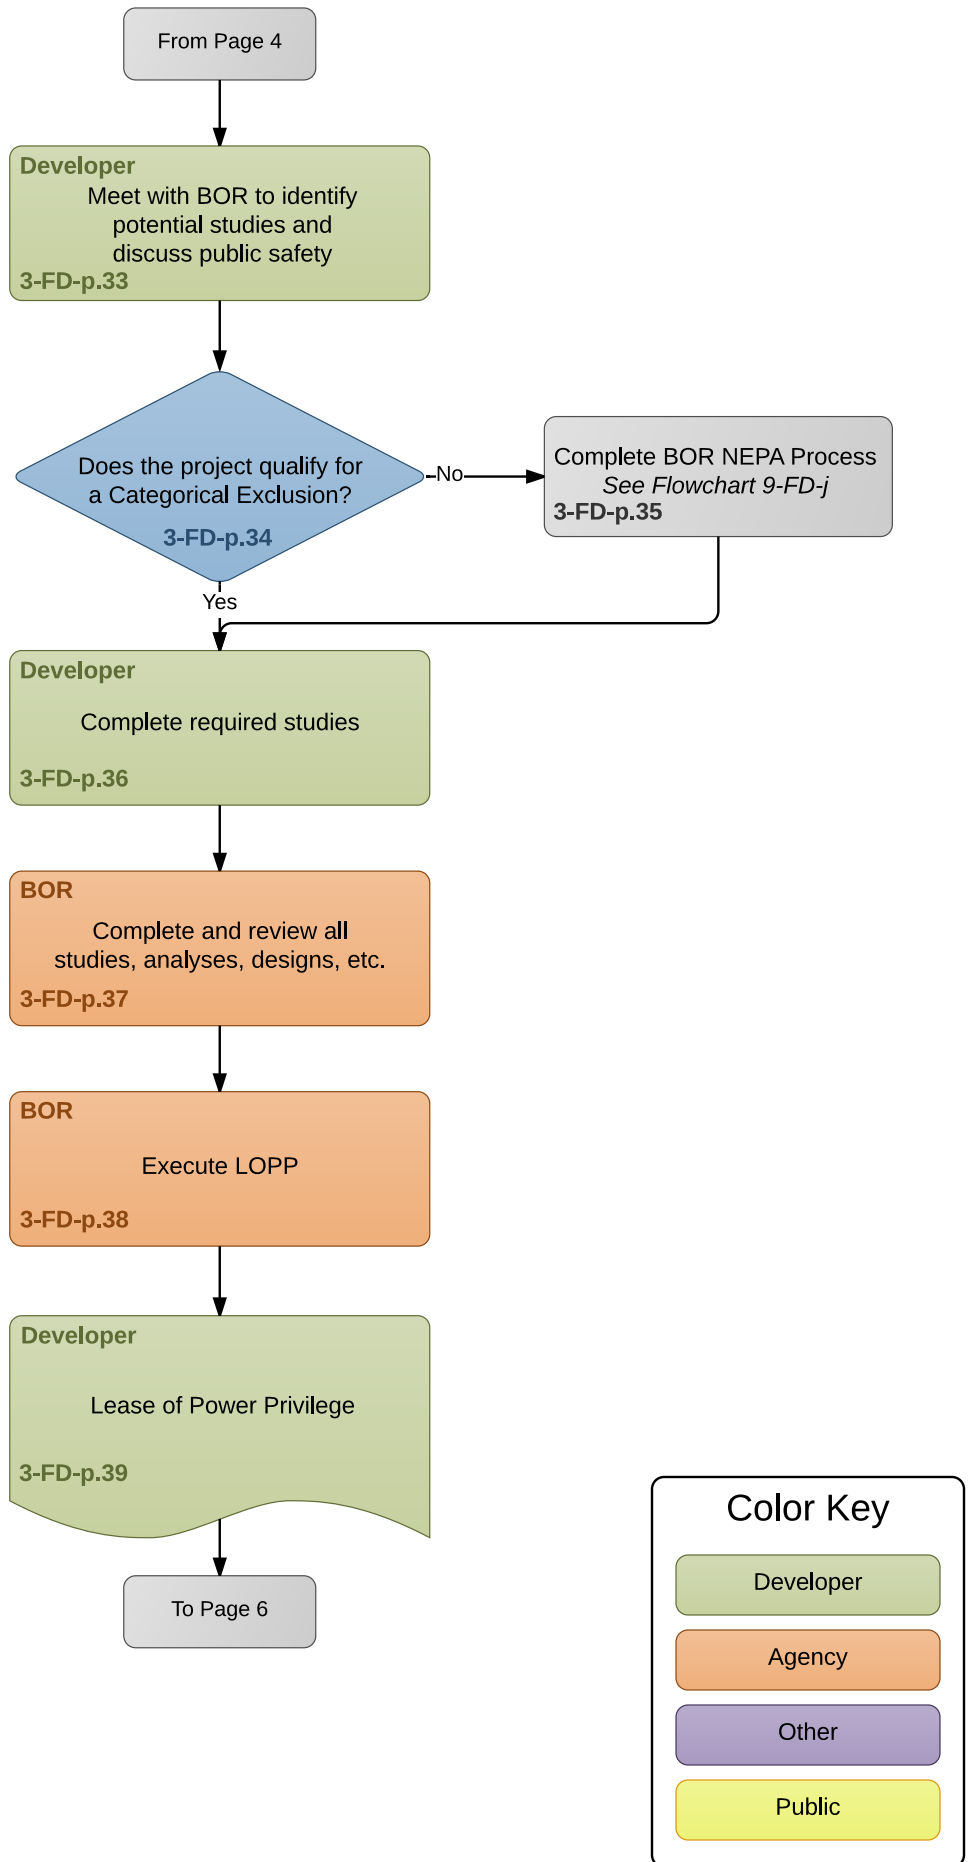 From Page 4
Developer
Meet with BOR to identify
potential studies and
discuss public safety
3-FD-p.33
Does the project qualify for
a Categorical Exclusion?
3-FD-p.34
No
Complete BOR NEPA Process
See Flowchart 9-FD-j
3-FD-p.35
Yes
Developer
Complete required studies
3-FD-p.36
BOR
Complete and review all
studies, analyses, designs, etc.
3-FD-p.37
BOR
Execute LOPP
3-FD-p.38
Developer
Lease of Power Privilege
3-FD-p.39
To Page 6
Color Key
Developer
Agency
Other
Public